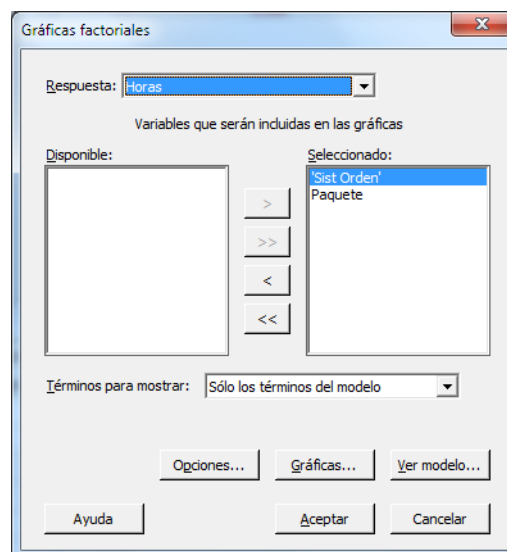 Gráficas factoriales
x
Respuesta: Horas
Variables que serán incluidas en las gráficas
Disponible: Seleccionado:
'Sist Orden'
Paquete
>
>>
<
<<
Términos para mostrar: Sólo los términos del modelo
Opciones... Gráficas... Ver modelo...
Ayuda Aceptar Cancelar